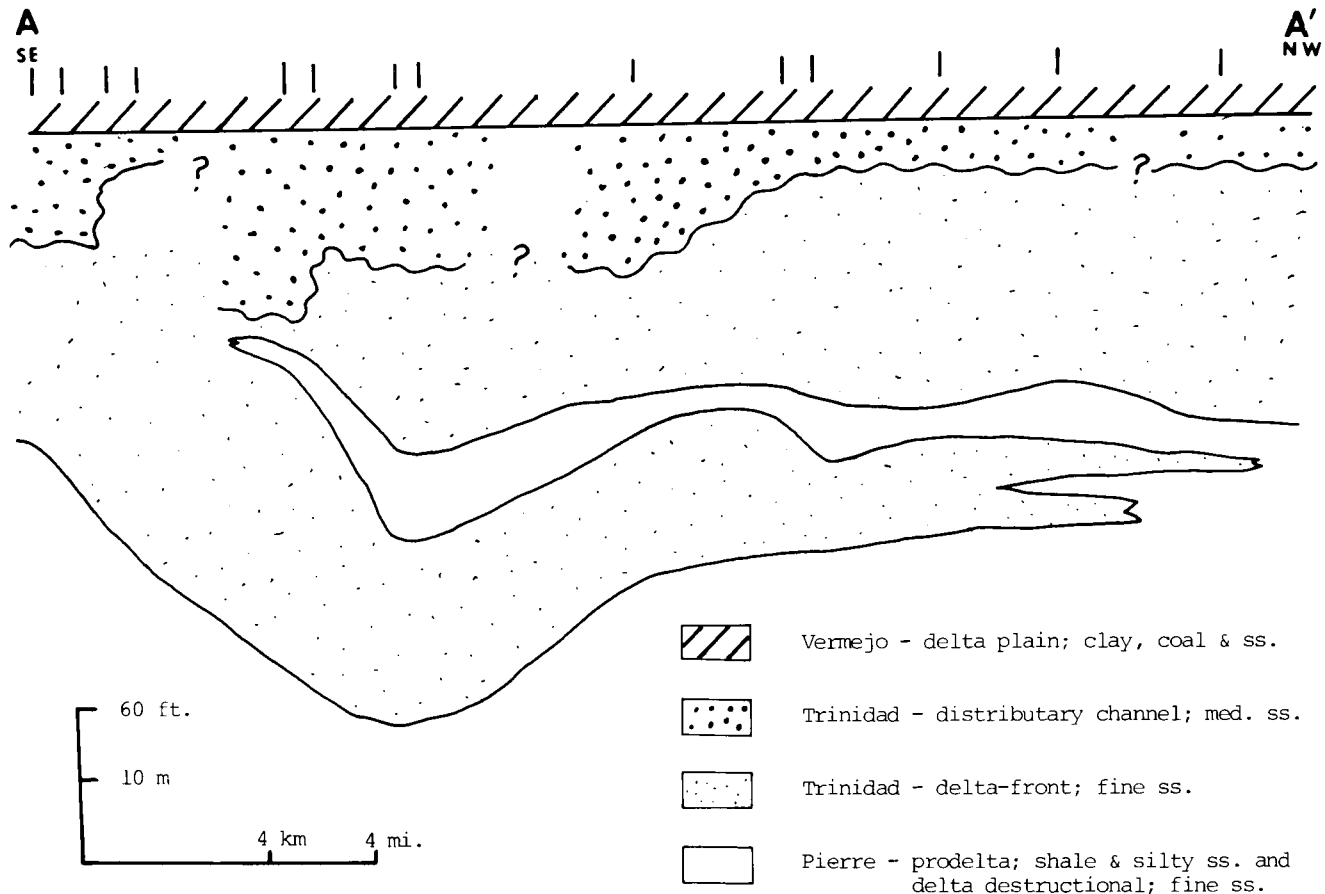 A
SE
A'
NW
?
?
?
60 ft.
10 m
4 km 4 mi.
Vermejo - delta plain; clay, coal & ss.
Trinidad - distributary channel; med. ss.
Trinidad - delta-front; fine ss.
Pierre - prodelta; shale & silty ss. and
delta destructional; fine ss.